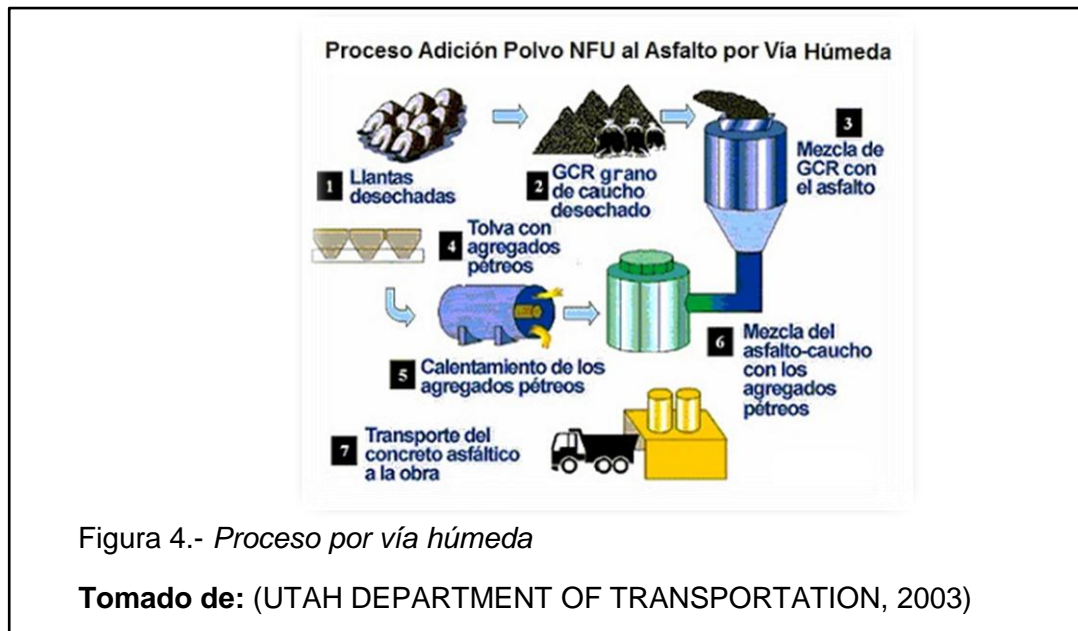 Proceso Adición Polvo NFU al Asfalto por Vía Húmeda
1 Llantas
desechadas
2 GCR grano
de caucho
desechado
3
Mezcla de
GCR con
el asfalto
4 Tolva con
agregados
pétreos
5 Calentamiento de los
agregados pétreos
6 Mezcla del
asfalto-caucho
con los
agregados
pétreos
7 Transporte del
concreto asfáltico
a la obra
Figura 4.- Proceso por vía húmeda
Tomado de: (UTAH DEPARTMENT OF TRANSPORTATION, 2003)